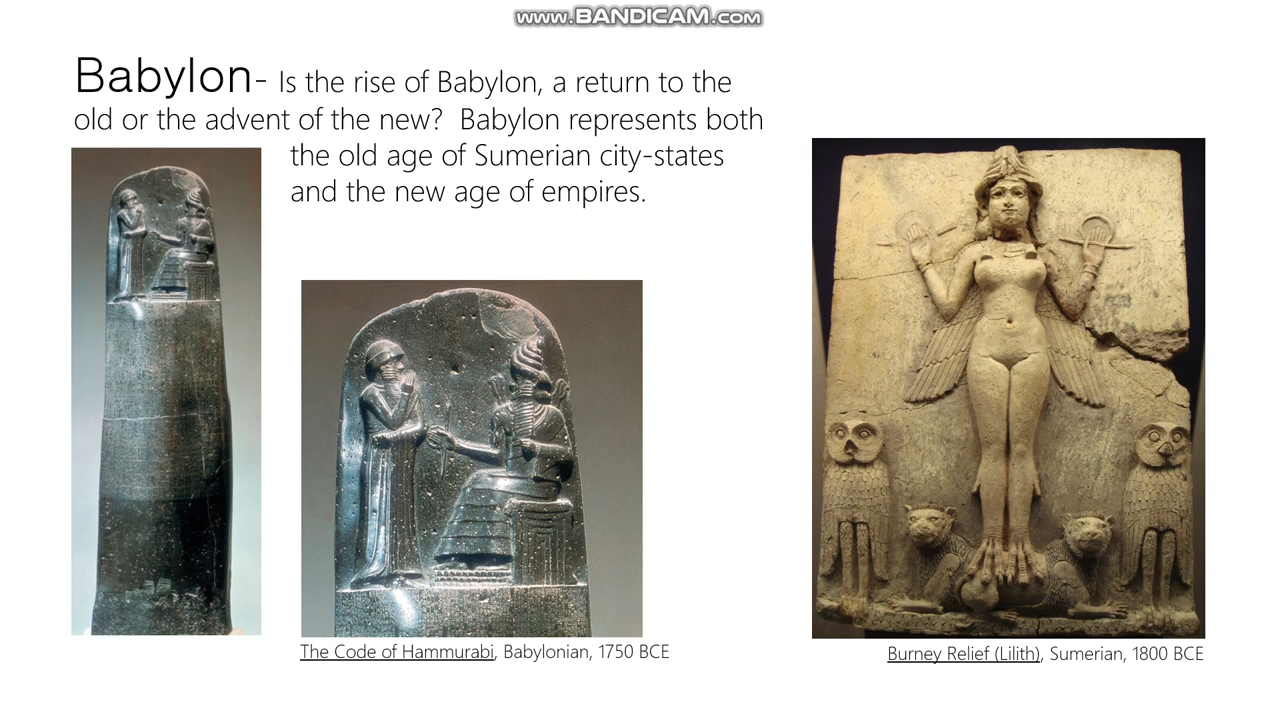 www.BANDICAM.com
Babylon- Is the rise of Babylon, a return to the
old or the advent of the new?  Babylon represents both
the old age of Sumerian city-states
and the new age of empires.
The Code of Hammurabi, Babylonian, 1750 BCE
Burney Relief (Lilith), Sumerian, 1800 BCE